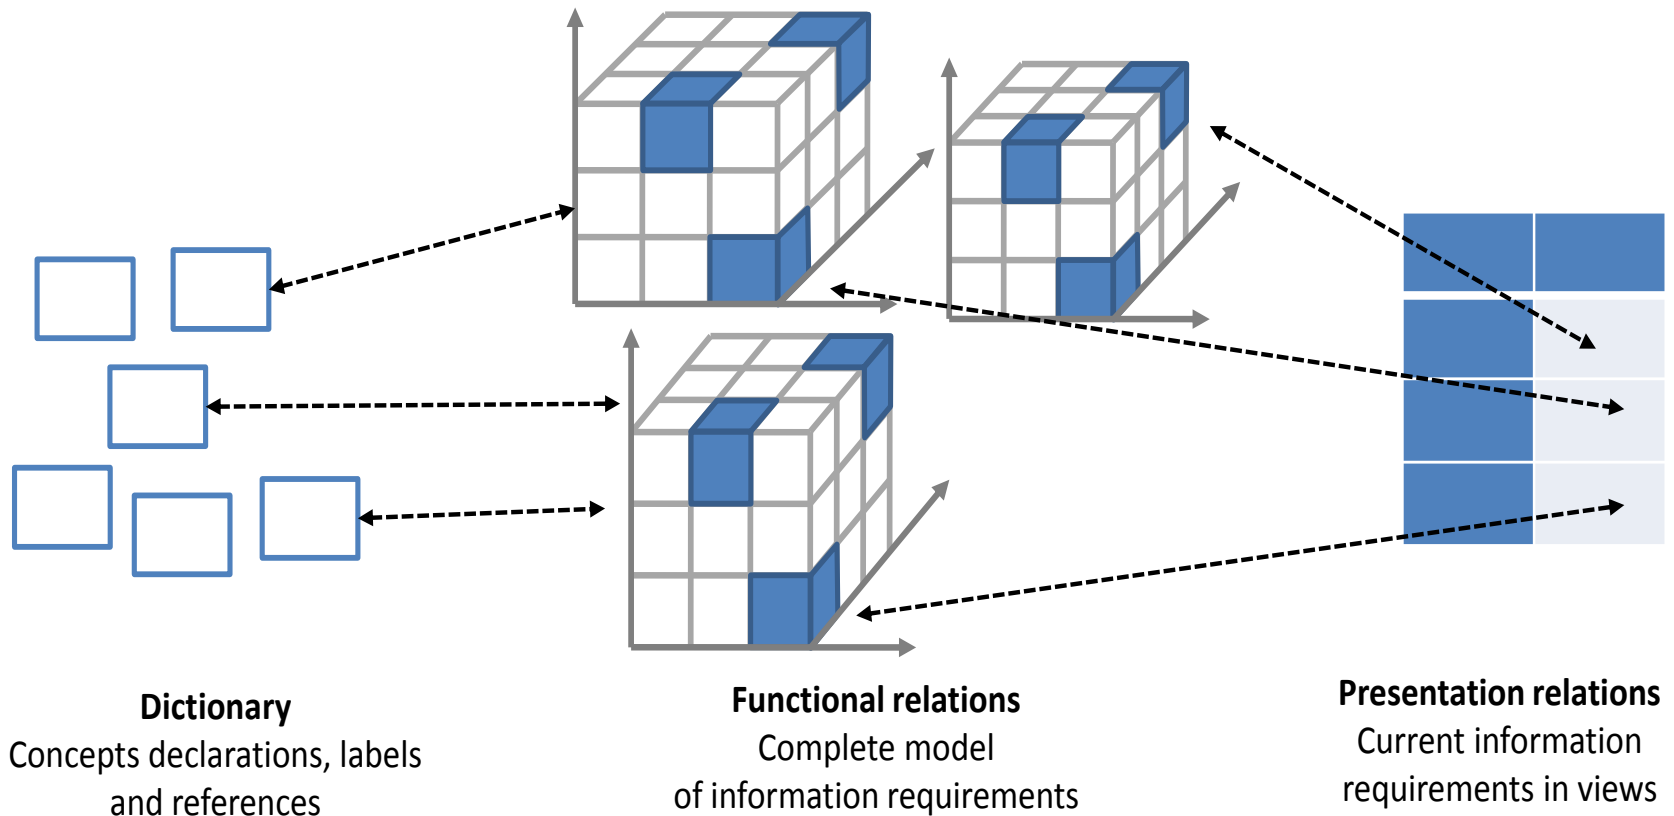 Dictionary
Concepts declarations, labels
and references
Functional relations
Complete model
of information requirements
Presentation relations
Current information
requirements in views